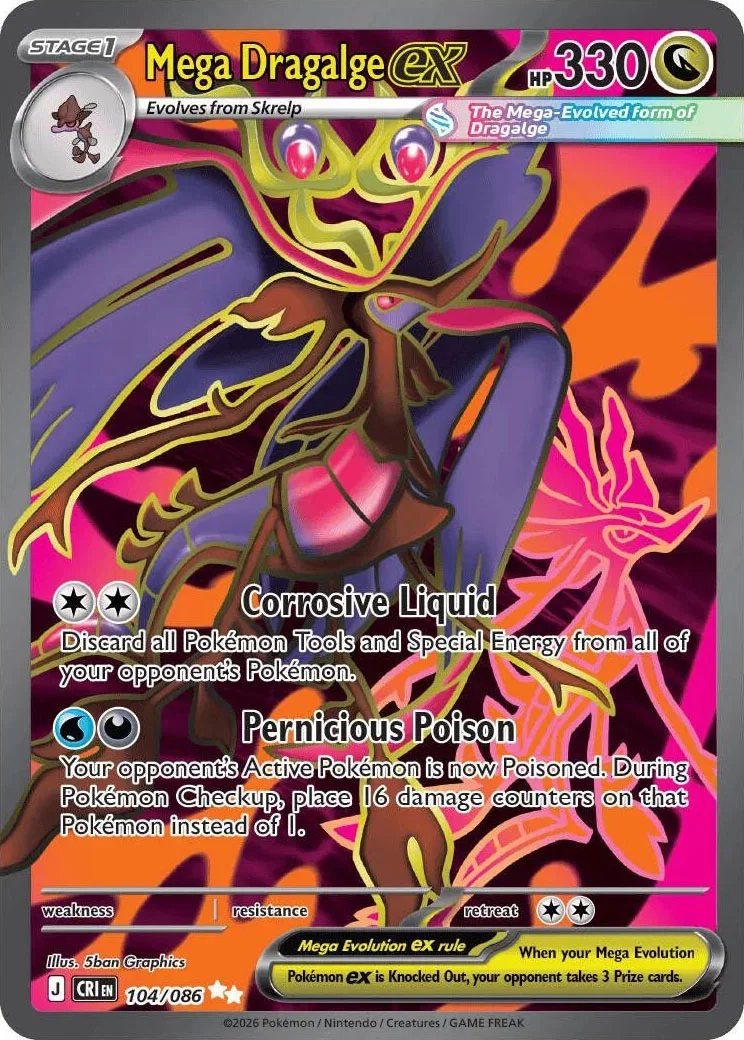 STAGE1
Mega Dragalge ex
HP 330
Evolves from Skrelp
The Mega-Evolved form of
Dragalge
Corrosive Liquid
Discard all Pokémon Tools and Special Energy from all of
your opponent's Pokémon.
Pernicious Poison
Your opponent's Active Pokémon is now Poisoned. During
Pokémon Checkup, place 16 damage counters on that
Pokémon instead of 1.
weakness resistance retreat
Illus. 5ban Graphics
Mega Evolution ex rule When your Mega Evolution
Pokémon ex is Knocked Out, your opponent takes 3 Prize cards.
J CRI EN 104/086
©2026 Pokémon / Nintendo / Creatures / GAME FREAK